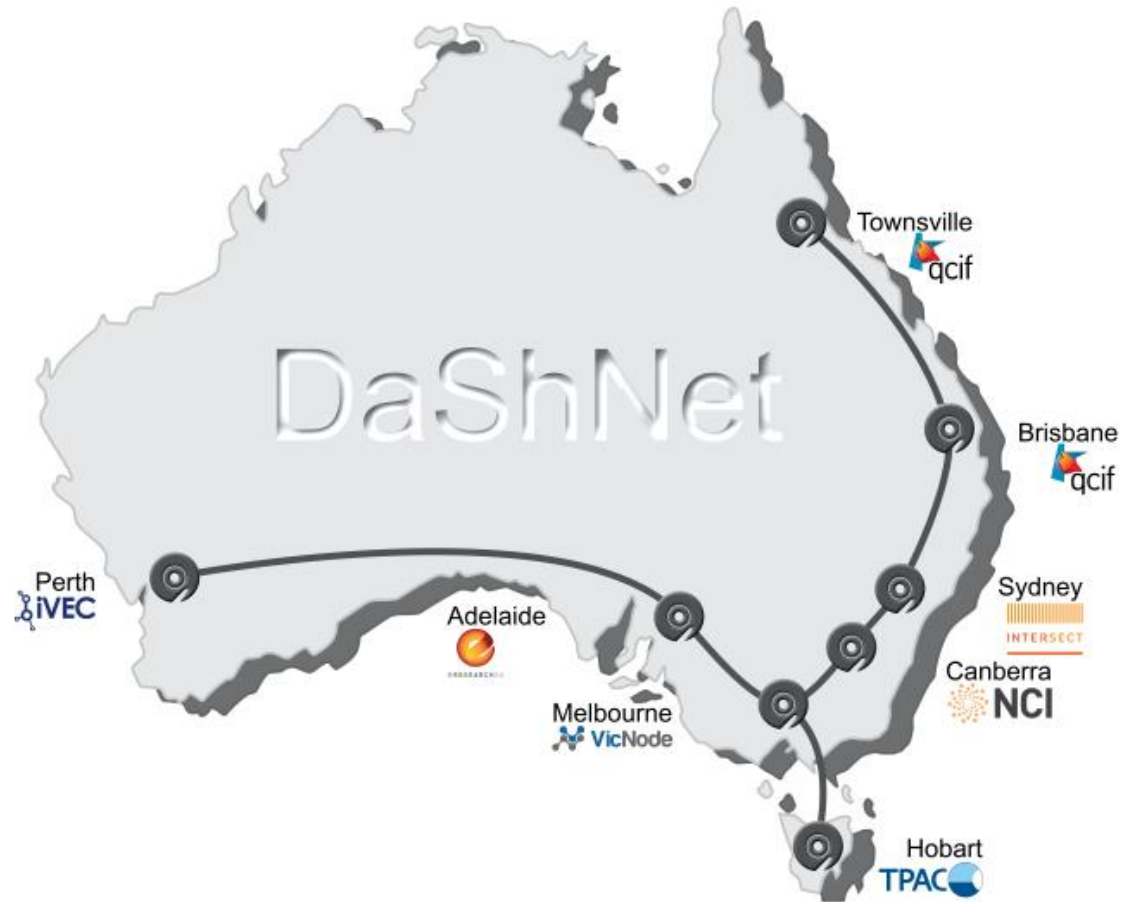 Townsville
qcif
DaShNet
Brisbane
qcif
Perth
iVEC
Adelaide
Sydney
INTERSECT
Canberra
NCI
Melbourne
VicNode
Hobart
TPAC